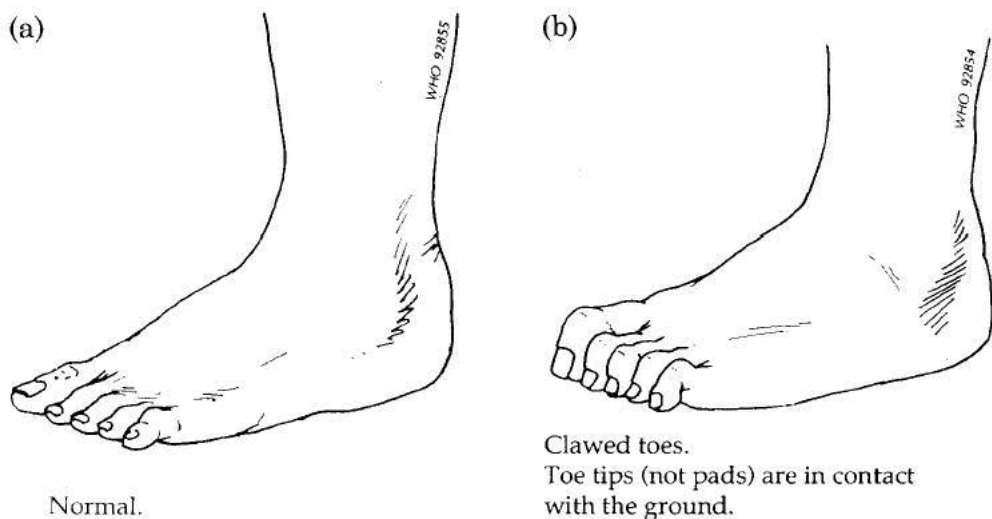 (a)
WHO 92855
Normal.
(b)
WHO 92854
Clawed toes.
Toe tips (not pads) are in contact
with the ground.